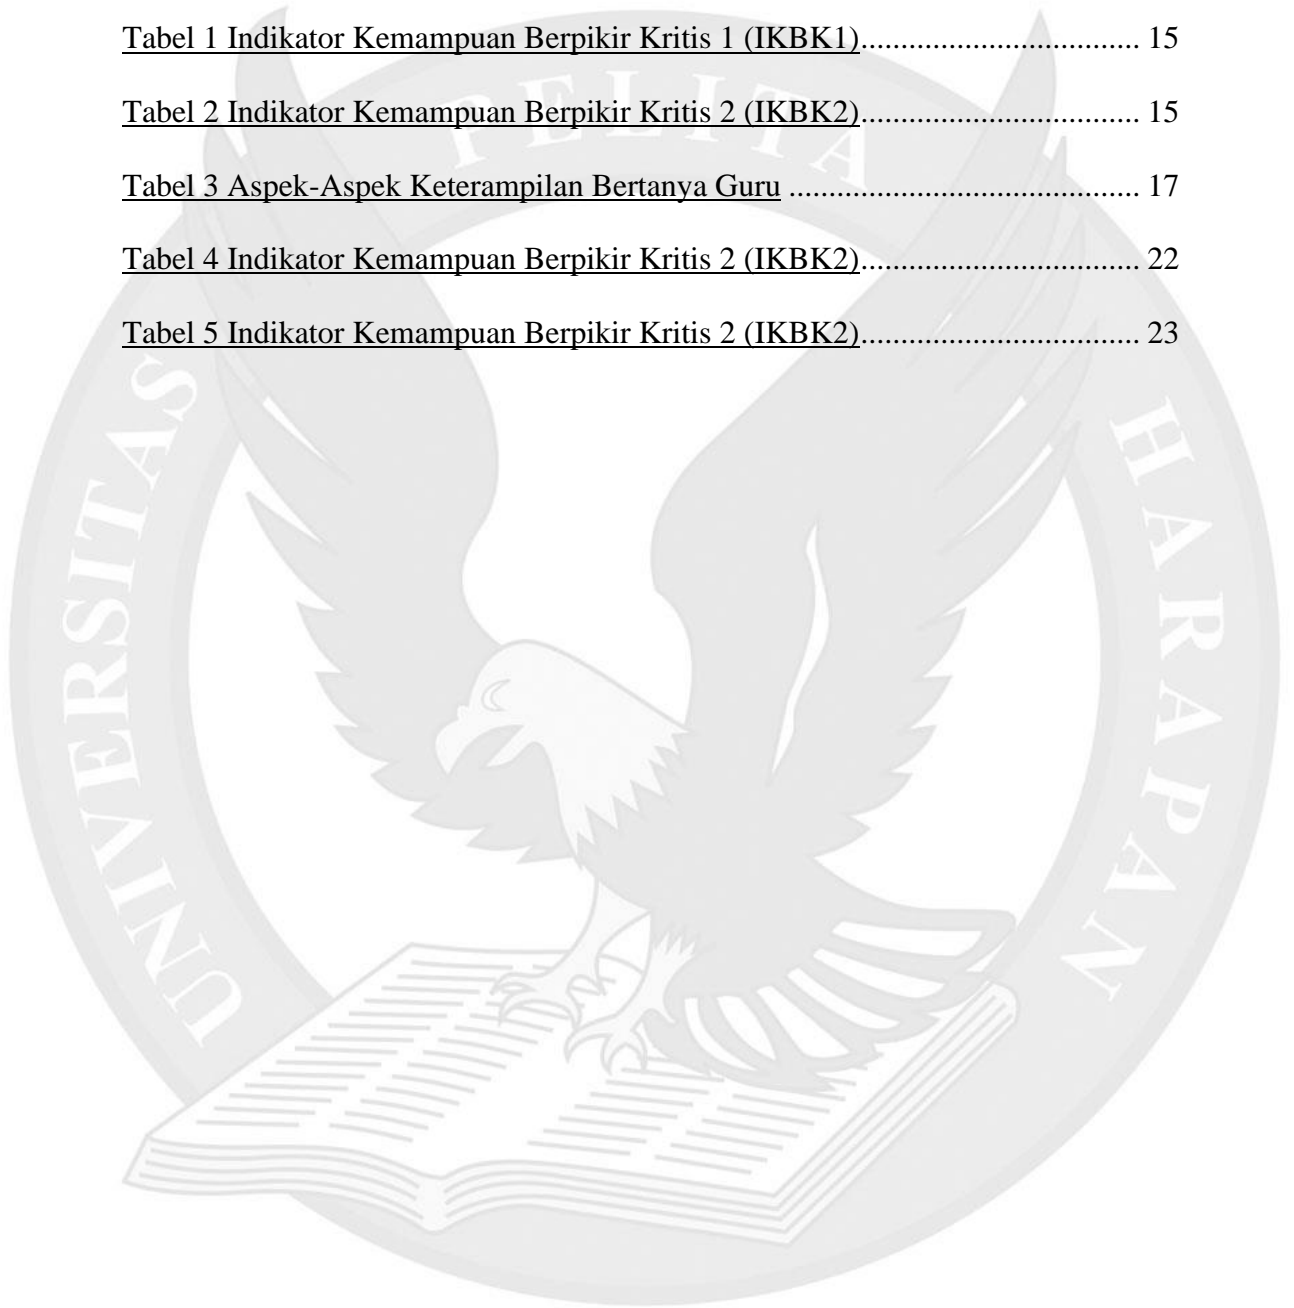 Tabel 1 Indikator Kemampuan Berpikir Kritis 1 (IKBK1)................................... 15
Tabel 2 Indikator Kemampuan Berpikir Kritis 2 (IKBK2)................................... 15
Tabel 3 Aspek-Aspek Keterampilan Bertanya Guru ............................................ 17
Tabel 4 Indikator Kemampuan Berpikir Kritis 2 (IKBK2)................................... 22
Tabel 5 Indikator Kemampuan Berpikir Kritis 2 (IKBK2)................................... 23
UNIVERSITAS PELITA HARAPAN